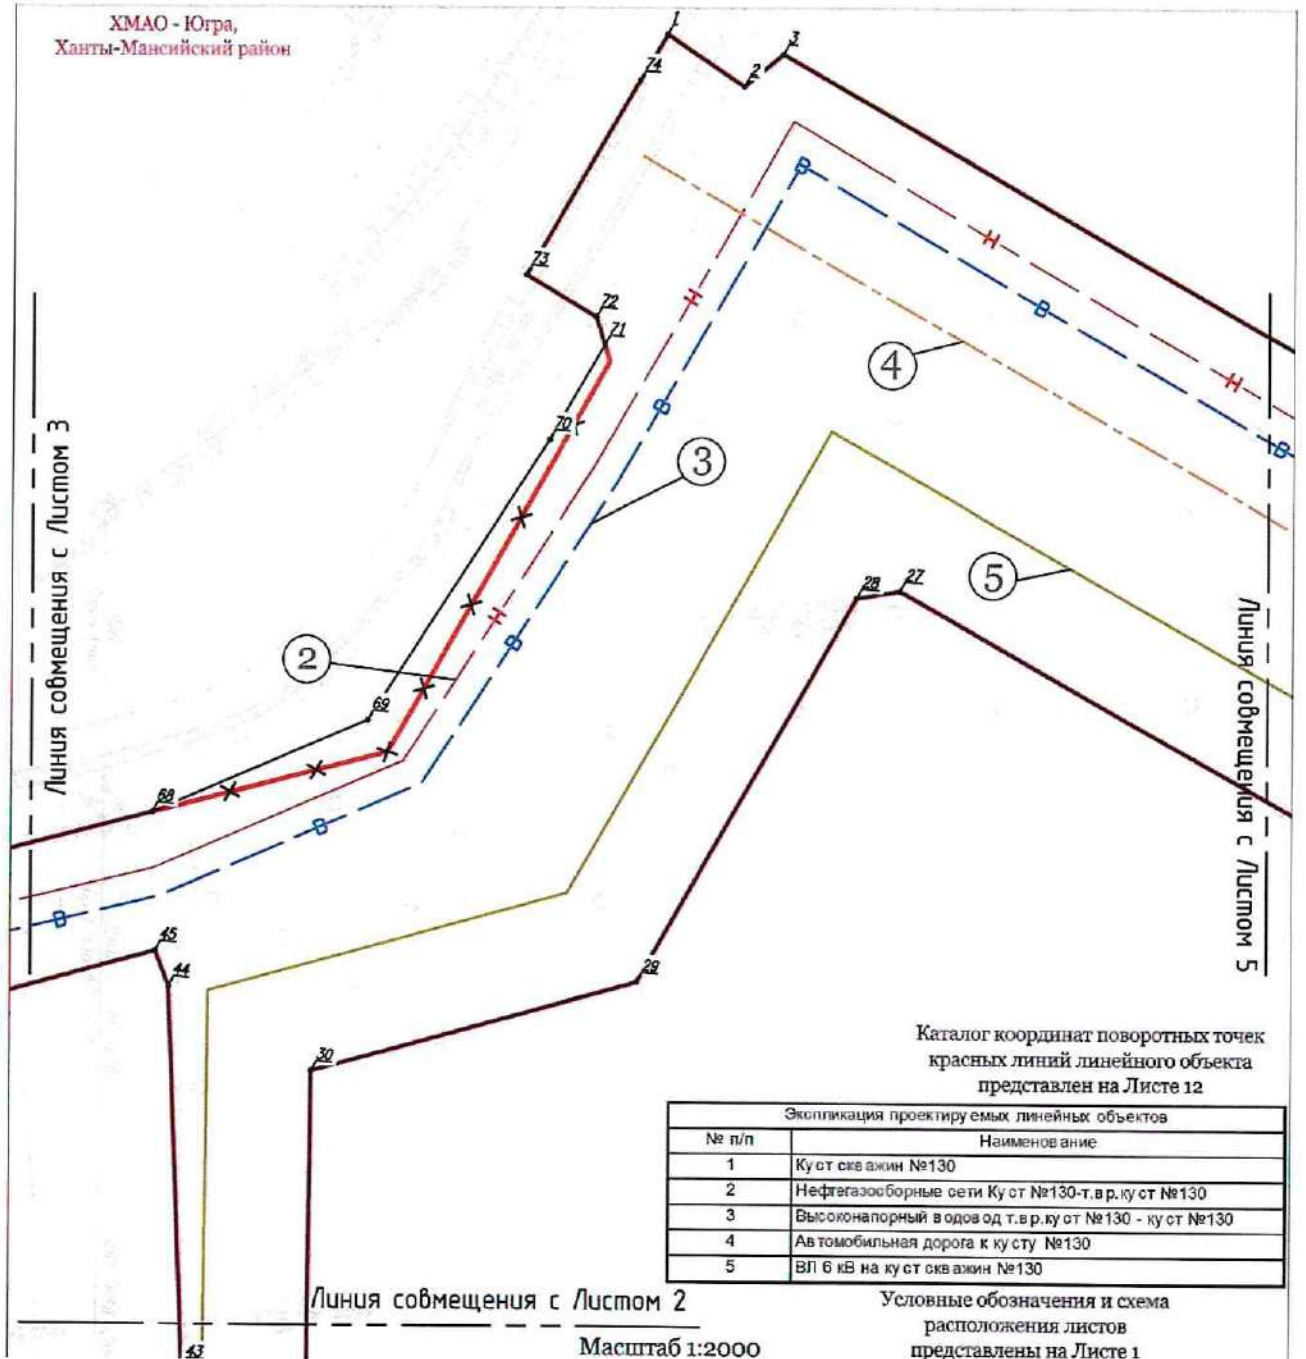 ХМАО - Югра,
Ханты-Мансийский район
1
2
3
74
73
72
71
70
69
68
45
44
43
30
29
28
27
В
В
В
В
В
В
В
Н
Н
Н
Н
2
3
4
5
Линия совмещения с Листом 3
Линия совмещения с Листом 5
Каталог координат поворотных точек
красных линий линейного объекта
представлен на Листе 12
Экспликация проектируемых линейных объектов
№ п/п Наименование
1 Куст скважин №130
2 Нефтегазосборные сети Куст №130-т.вр.куст №130
3 Высоконапорный водовод т.вр.куст №130 - куст №130
4 Автомобильная дорога к кусту №130
5 ВЛ 6 кВ на куст скважин №130
Линия совмещения с Листом 2
Масштаб 1:2000
Условные обозначения и схема
расположения листов
представлены на Листе 1